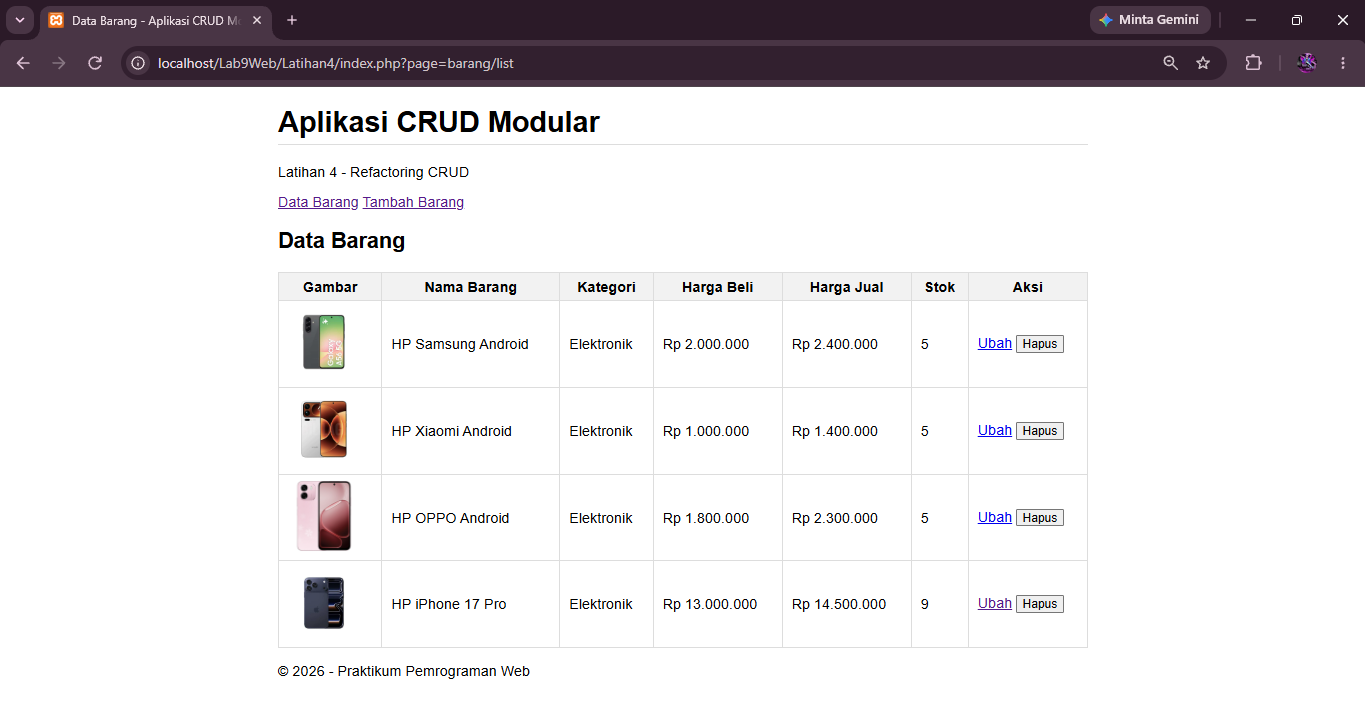 Data Barang - Aplikasi CRUD M
Minta Gemini
localhost/Lab9Web/Latihan4/index.php?page=barang/list
Aplikasi CRUD Modular
Latihan 4 - Refactoring CRUD
Data Barang Tambah Barang
Data Barang
Gambar Nama Barang Kategori Harga Beli Harga Jual Stok Aksi
Galaxy A56 5G HP Samsung Android Elektronik Rp 2.000.000 Rp 2.400.000 5 Ubah Hapus
HP Xiaomi Android Elektronik Rp 1.000.000 Rp 1.400.000 5 Ubah Hapus
HP OPPO Android Elektronik Rp 1.800.000 Rp 2.300.000 5 Ubah Hapus
HP iPhone 17 Pro Elektronik Rp 13.000.000 Rp 14.500.000 9 Ubah Hapus
© 2026 - Praktikum Pemrograman Web